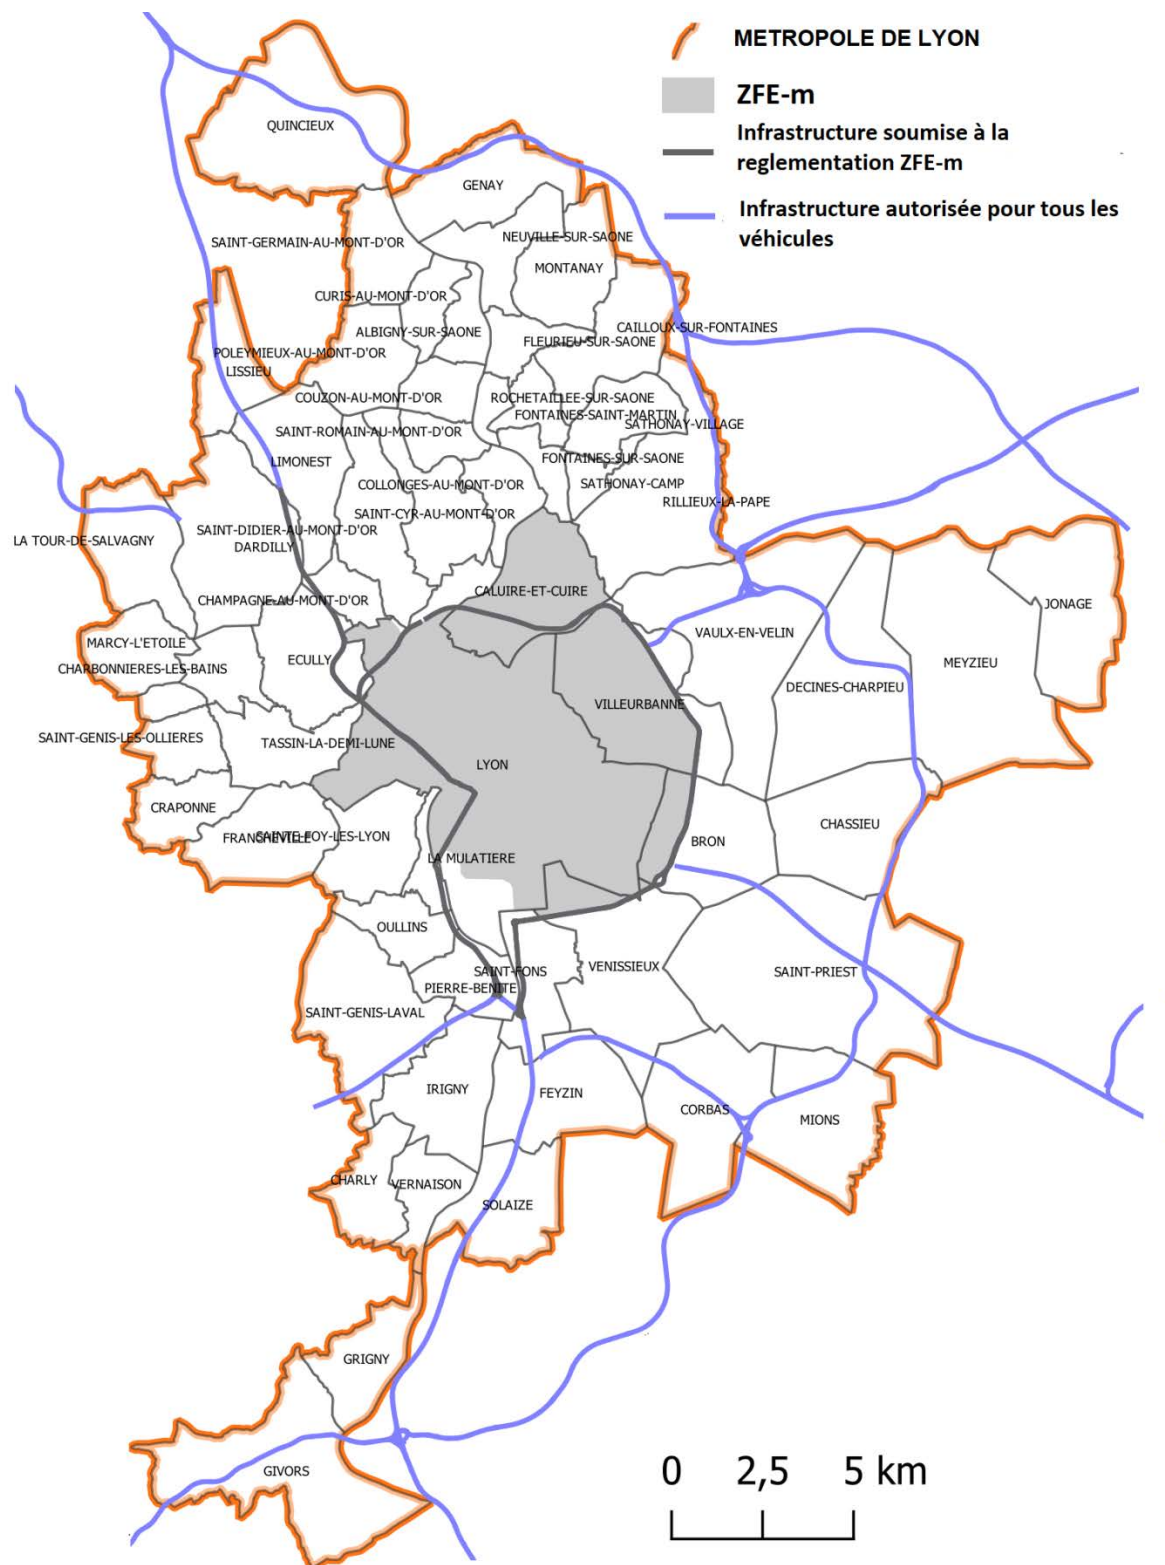 METROPOLE DE LYON
ZFE-m
Infrastructure soumise à la
reglementation ZFE-m
Infrastructure autorisée pour tous les
véhicules
QUINCIEUX
GENAY
NEUVILLE-SUR-SAONE
SAINT-GERMAIN-AU-MONT-D'OR
MONTANAY
CURIS-AU-MONT-D'OR
CAILLOUX-SUR-FONTAINES
ALBIGNY-SUR-SAONE
FLEURIEU-SUR-SAONE
POLEYMIEUX-AU-MONT-D'OR
LISSIEU
COUZON-AU-MONT-D'OR
ROCHETAILLEE-SUR-SAONE
FONTAINES-SAINT-MARTIN
SATHONAY-VILLAGE
SAINT-ROMAIN-AU-MONT-D'OR
LIMONEST
FONTAINES-SUR-SAONE
COLLONGES-AU-MONT-D'OR
SATHONAY-CAMP
RILLIEUX-LA-PAPE
SAINT-CYR-AU-MONT-D'OR
SAINT-DIDIER-AU-MONT-D'OR
LA TOUR-DE-SALVAGNY
DARDILLY
CALUIRE-ET-CUIRE
CHAMPAGNE-AU-MONT-D'OR
JONAGE
VAULX-EN-VELIN
MARCY-L'ETOILE
ECULLY
MEYZIEU
CHARBONNIERES-LES-BAINS
DECINES-CHARPIEU
VILLEURBANNE
SAINT-GENIS-LES-OLLIERES
TASSIN-LA-DEMI-LUNE
LYON
CRAPONNE
CHASSIEU
FRANCHEVILLE
SAINTE-FOY-LES-LYON
BRON
LA MULATIERE
OULLINS
VENISSIEUX
SAINT-FONS
SAINT-PRIEST
PIERRE-BENITE
SAINT-GENIS-LAVAL
IRIGNY
FEYZIN
CORBAS
MIONS
CHARLY
VERNAISON
SOLAIZE
GRIGNY
GIVORS
0 2,5 5 km